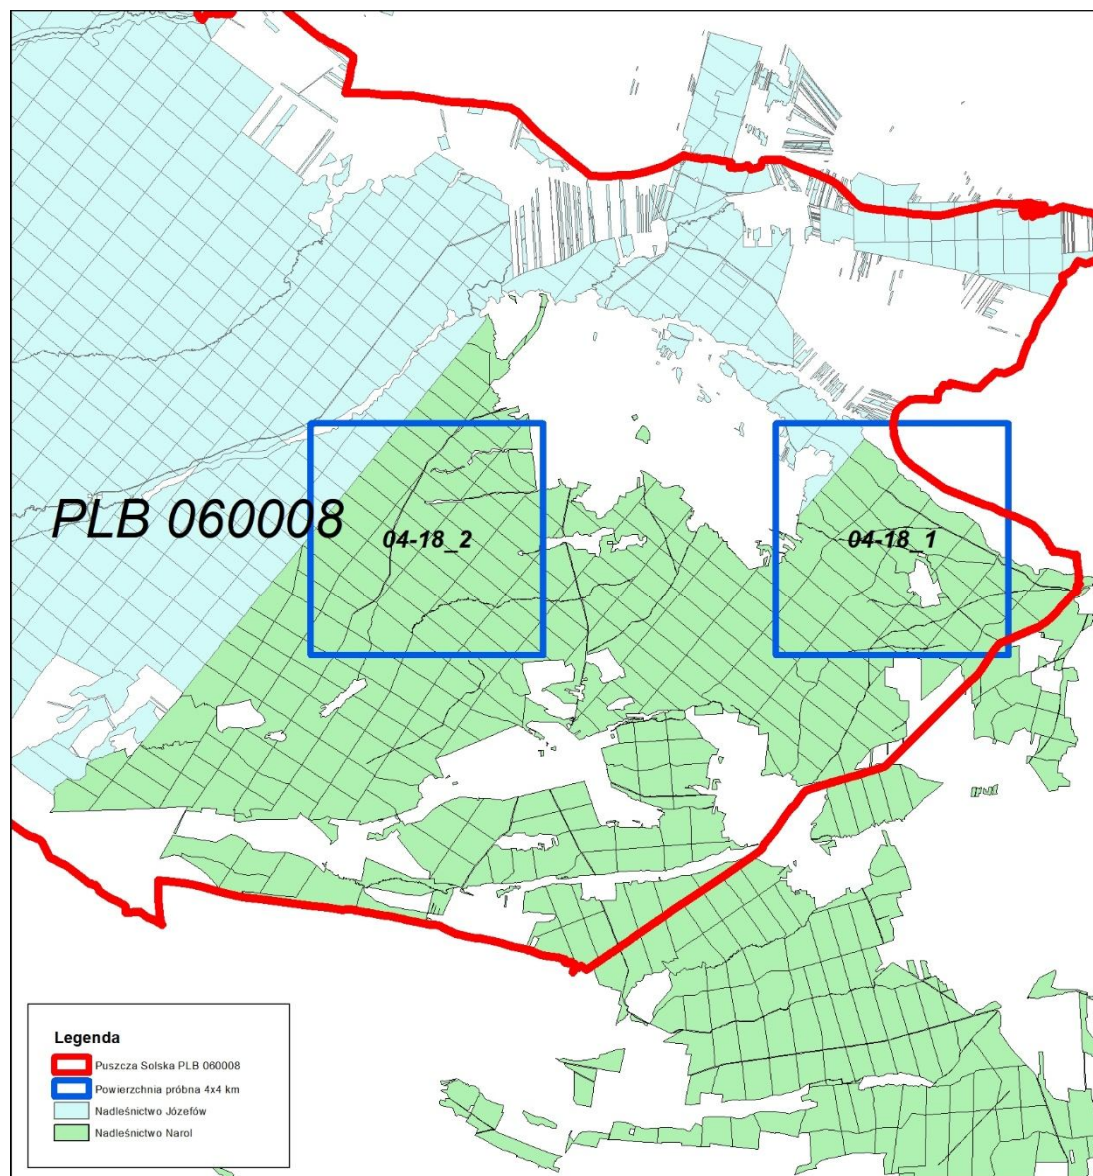 PLB 060008
04-18_2
04-18_1
Legenda
Puszcza Solska PLB 060008
Powierzchnia próbna 4x4 km
Nadleśnictwo Józefów
Nadleśnictwo Narol